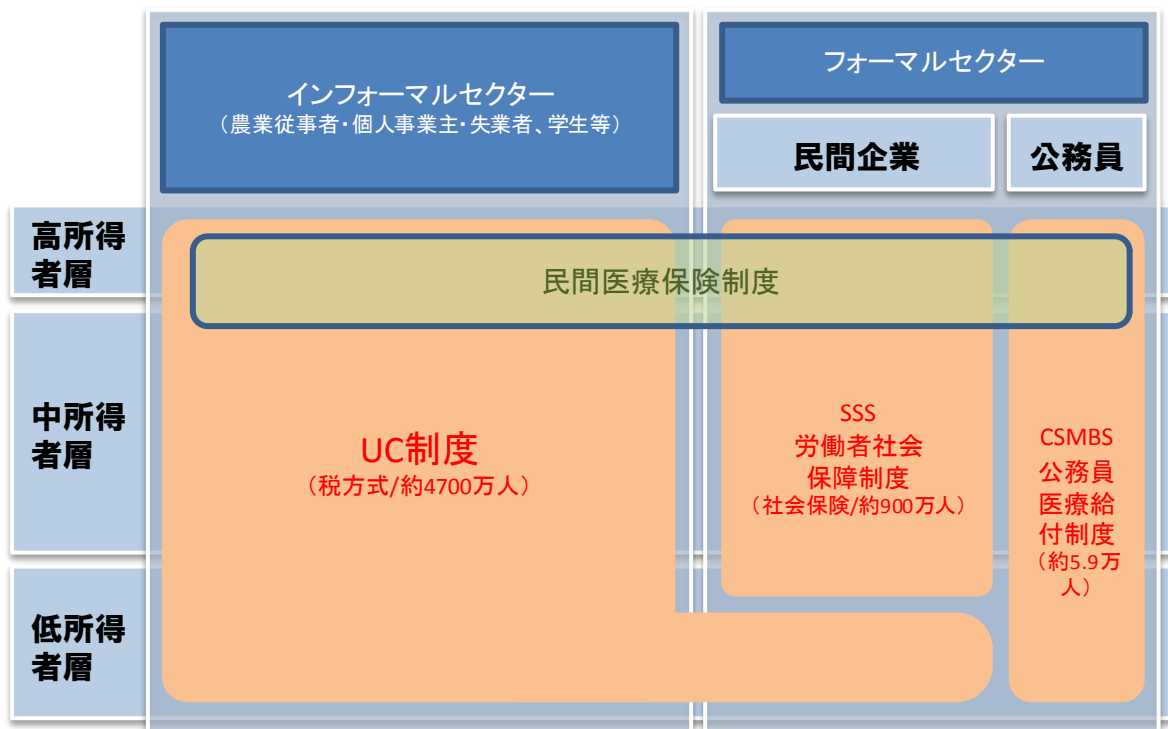 インフォーマルセクター
（農業従事者・個人事業主・失業者、学生等）
フォーマルセクター
民間企業
公務員
高所得
者層
民間医療保険制度
中所得
者層
UC制度
（税方式/約4700万人）
SSS
労働者社会
保障制度
（社会保険/約900万人）
CSMBS
公務員
医療給
付制度
（約5.9万
人）
低所得
者層